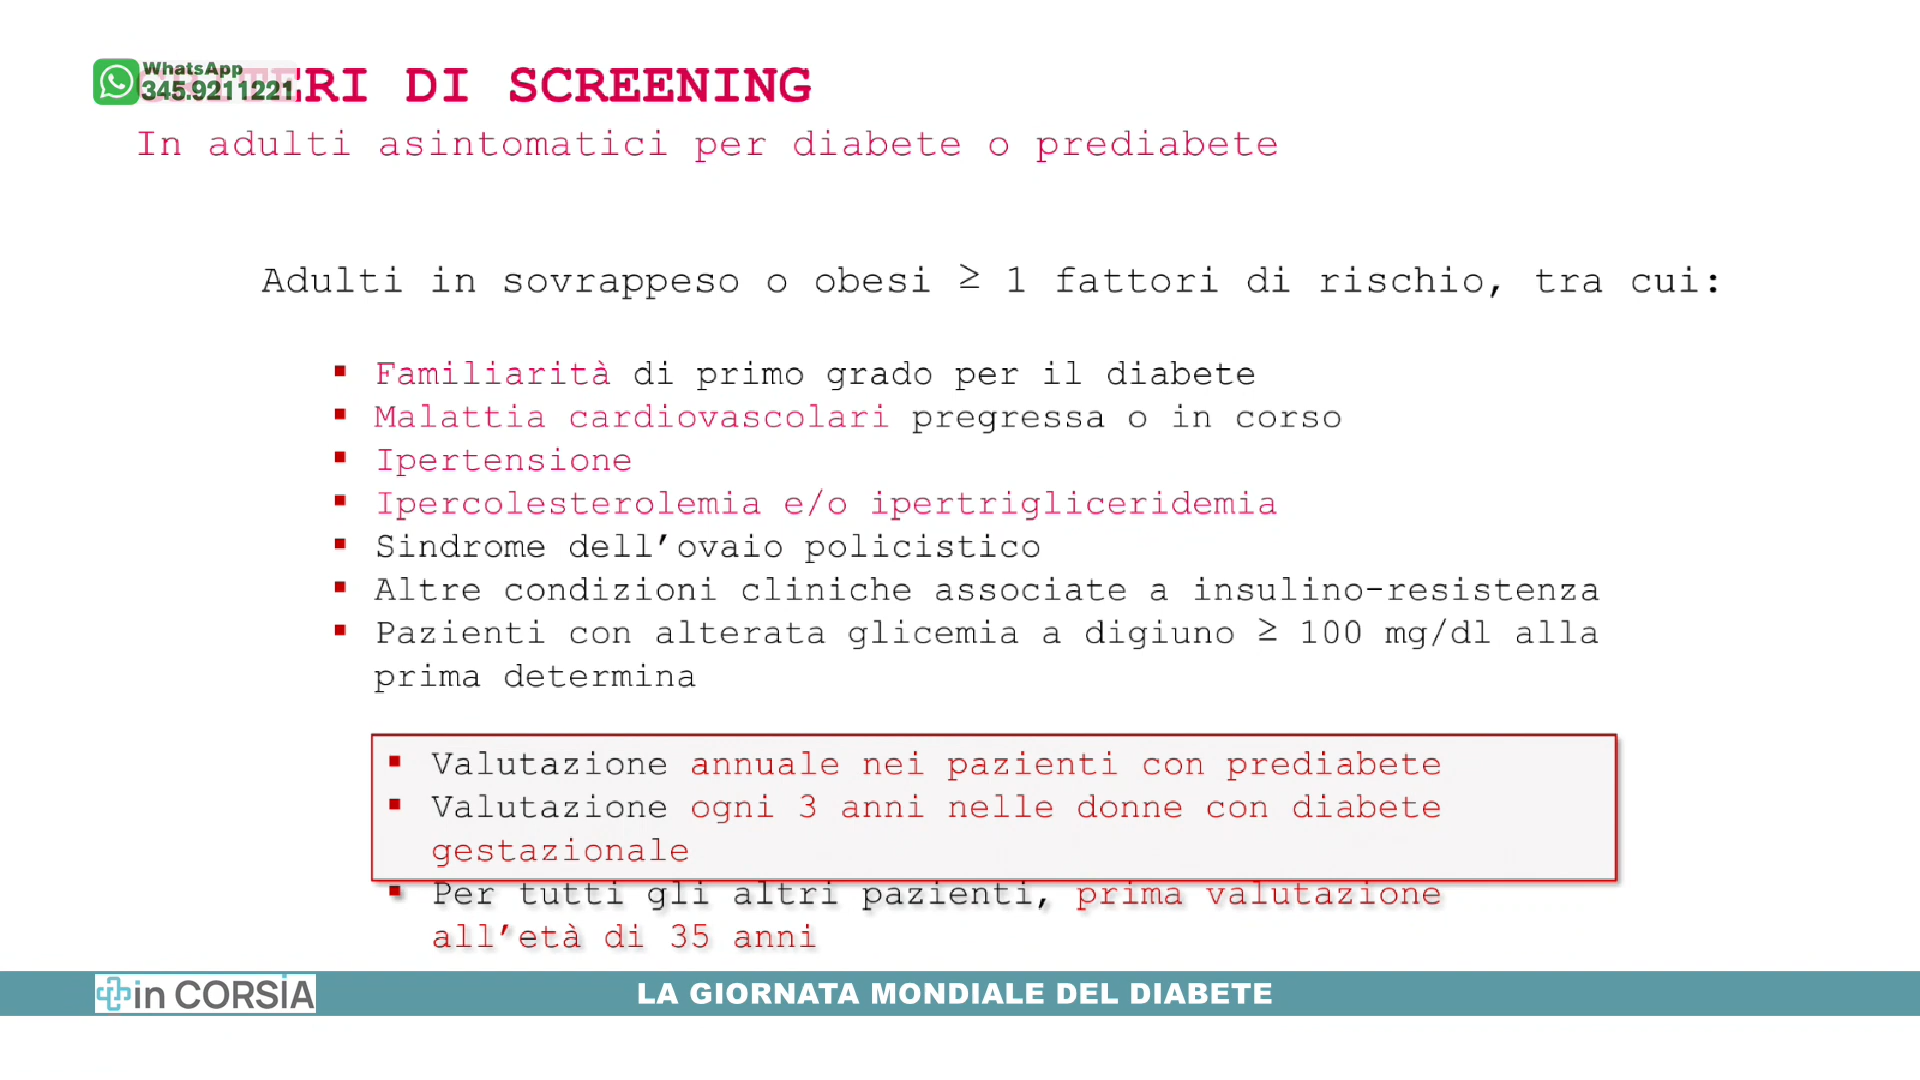 WhatsApp
345.9211221
CRITERI DI SCREENING
In adulti asintomatici per diabete o prediabete
Adulti in sovrappeso o obesi ≥ 1 fattori di rischio, tra cui:
▪ Familiarità di primo grado per il diabete
▪ Malattia cardiovascolari pregressa o in corso
▪ Ipertensione
▪ Ipercolesterolemia e/o ipertrigliceridemia
▪ Sindrome dell’ovaio policistico
▪ Altre condizioni cliniche associate a insulino-resistenza
▪ Pazienti con alterata glicemia a digiuno ≥ 100 mg/dl alla
prima determina
▪ Valutazione annuale nei pazienti con prediabete
▪ Valutazione ogni 3 anni nelle donne con diabete
gestazionale
▪ Per tutti gli altri pazienti, prima valutazione
all’età di 35 anni
in CORSIA
LA GIORNATA MONDIALE DEL DIABETE